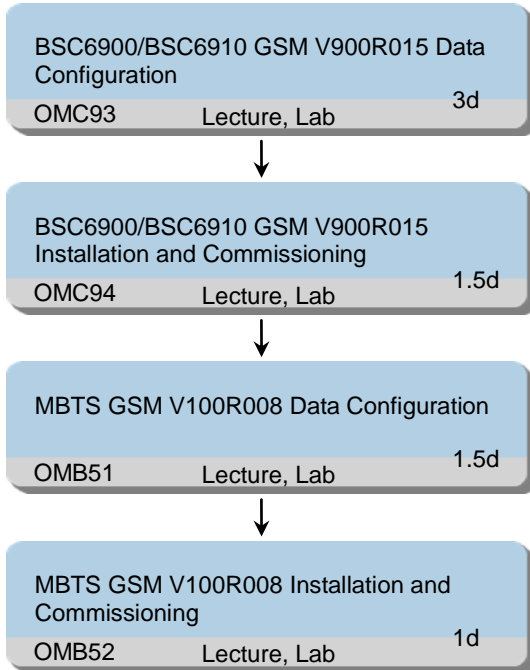 BSC6900/BSC6910 GSM V900R015 Data
Configuration
3d
OMC93 Lecture, Lab
BSC6900/BSC6910 GSM V900R015
Installation and Commissioning
1.5d
OMC94 Lecture, Lab
MBTS GSM V100R008 Data Configuration
1.5d
OMB51 Lecture, Lab
MBTS GSM V100R008 Installation and
Commissioning
1d
OMB52 Lecture, Lab